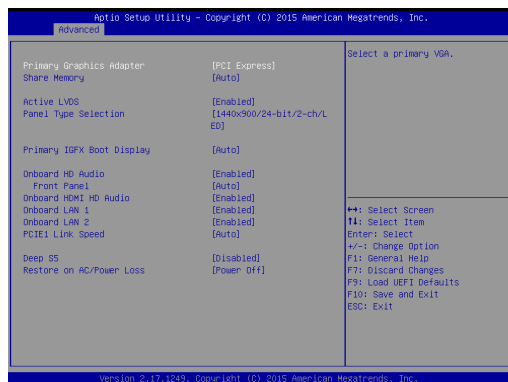 Aptio Setup Utility – Copyright (C) 2015 American Megatrends, Inc.
Advanced
Primary Graphics Adapter [PCI Express]
Share Memory [Auto]
Active LVDS [Enabled]
Panel Type Selection [1440x900/24-bit/2-ch/L
ED]
Primary IGFX Boot Display [Auto]
Onboard HD Audio [Enabled]
Front Panel [Auto]
Onboard HDMI HD Audio [Enabled]
Onboard LAN 1 [Enabled]
Onboard LAN 2 [Enabled]
PCIE1 Link Speed [Auto]
Deep S5 [Disabled]
Restore on AC/Power Loss [Power Off]
Select a primary VGA.
↔: Select Screen
↑↓: Select Item
Enter: Select
+/-: Change Option
F1: General Help
F7: Discard Changes
F9: Load UEFI Defaults
F10: Save and Exit
ESC: Exit
Version 2.17.1249. Copyright (C) 2015 American Megatrends, Inc.